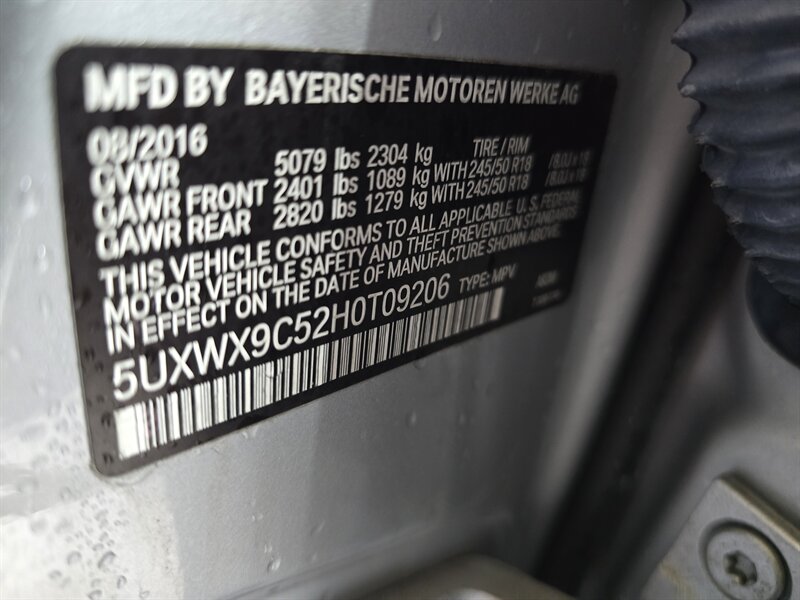 MFD BY BAYERISCHE MOTOREN WERKE AG
08/2016
GVWR 5079 lbs 2304 kg TIRE / RIM
GAWR FRONT 2401 lbs 1089 kg WITH 245/50 R18
GAWR REAR 2820 lbs 1279 kg WITH 245/50 R18
THIS VEHICLE CONFORMS TO ALL APPLICABLE U.S. FEDERAL
MOTOR VEHICLE SAFETY AND THEFT PREVENTION STANDARDS
IN EFFECT ON THE DATE OF MANUFACTURE SHOWN ABOVE.
5UXWX9C52H0T09206 TYPE: MPV